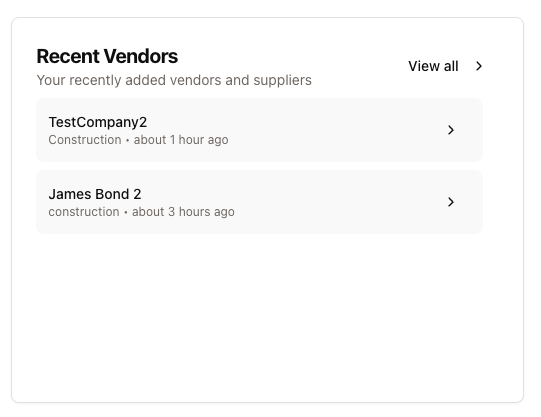 Recent Vendors
Your recently added vendors and suppliers
View all
TestCompany2
Construction • about 1 hour ago
James Bond 2
construction • about 3 hours ago